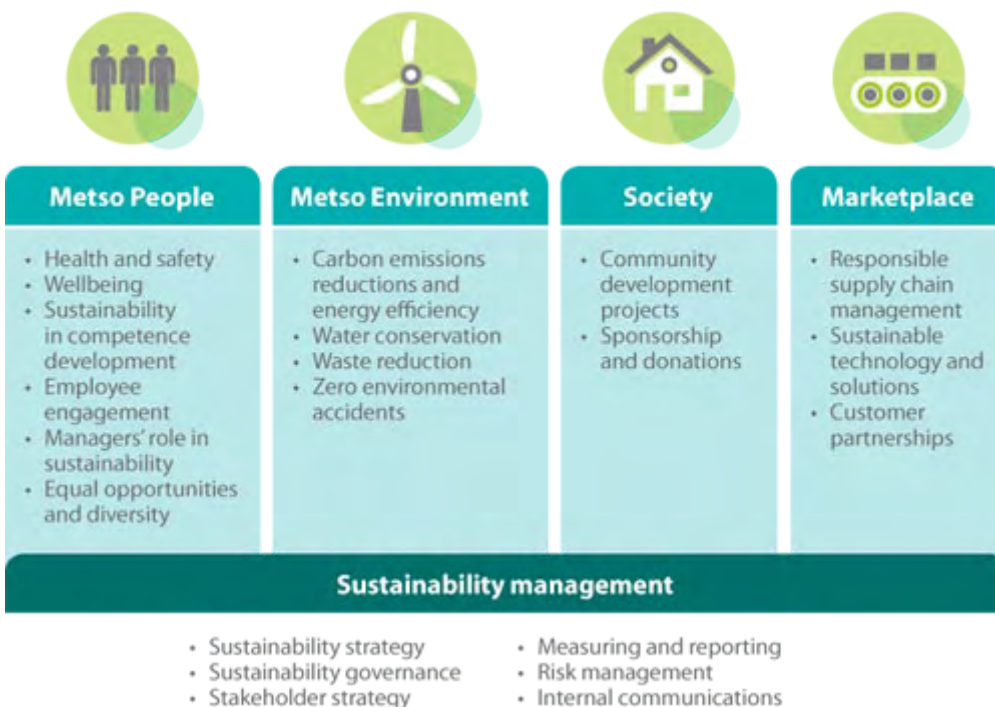 Metso People
• Health and safety
• Wellbeing
• Sustainability
in competence
development
• Employee
engagement
• Managers' role in
sustainability
• Equal opportunities
and diversity
Metso Environment
• Carbon emissions
reductions and
energy efficiency
• Water conservation
• Waste reduction
• Zero environmental
accidents
Society
• Community
development
projects
• Sponsorship
and donations
Marketplace
• Responsible
supply chain
management
• Sustainable
technology and
solutions
• Customer
partnerships
Sustainability management
• Sustainability strategy
• Sustainability governance
• Stakeholder strategy
• Measuring and reporting
• Risk management
• Internal communications